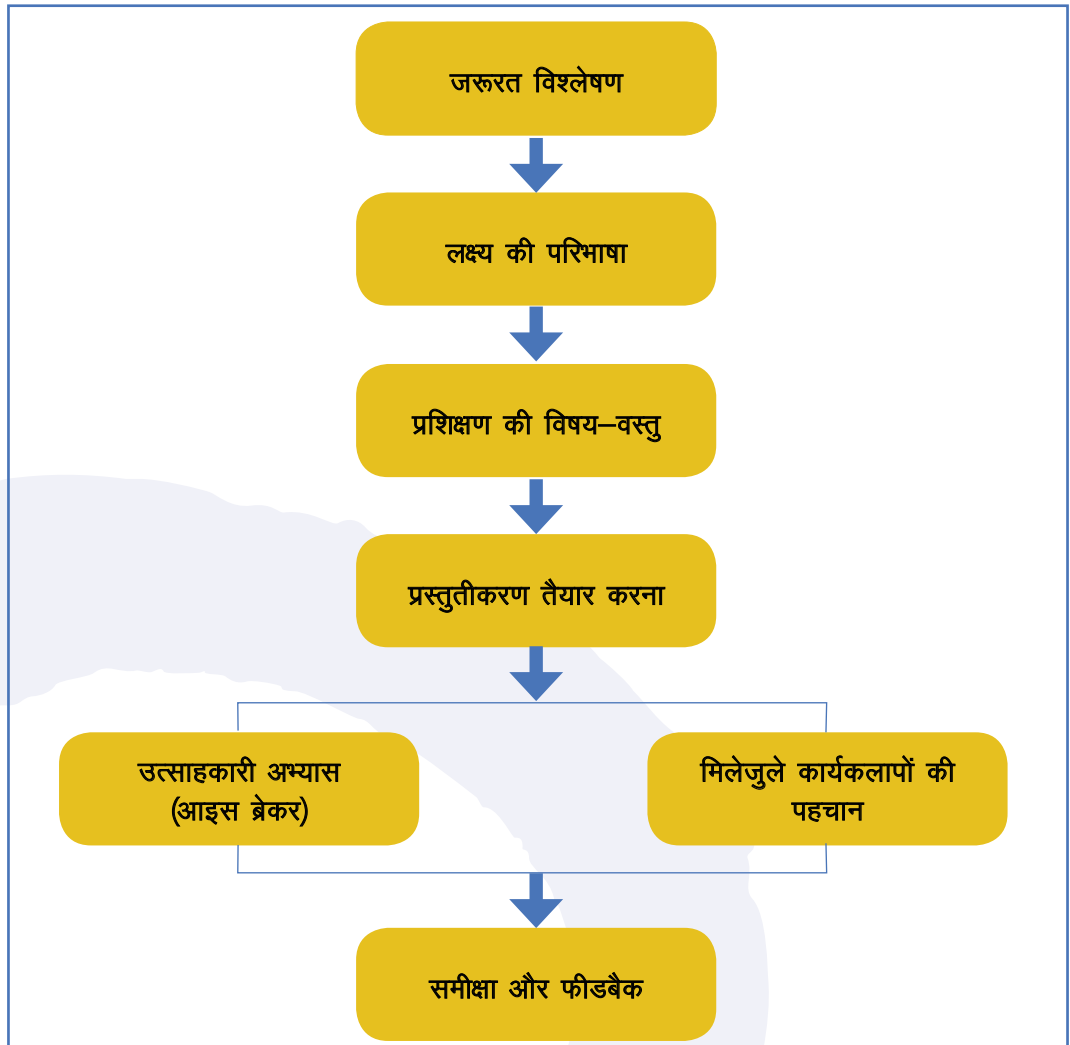 जरूरत विश्लेषण
लक्ष्य की परिभाषा
प्रशिक्षण की विषय–वस्तु
प्रस्तुतीकरण तैयार करना
उत्साहकारी अभ्यास
(आइस ब्रेकर)
मिलेजुले कार्यकलापों की
पहचान
समीक्षा और फीडबैक